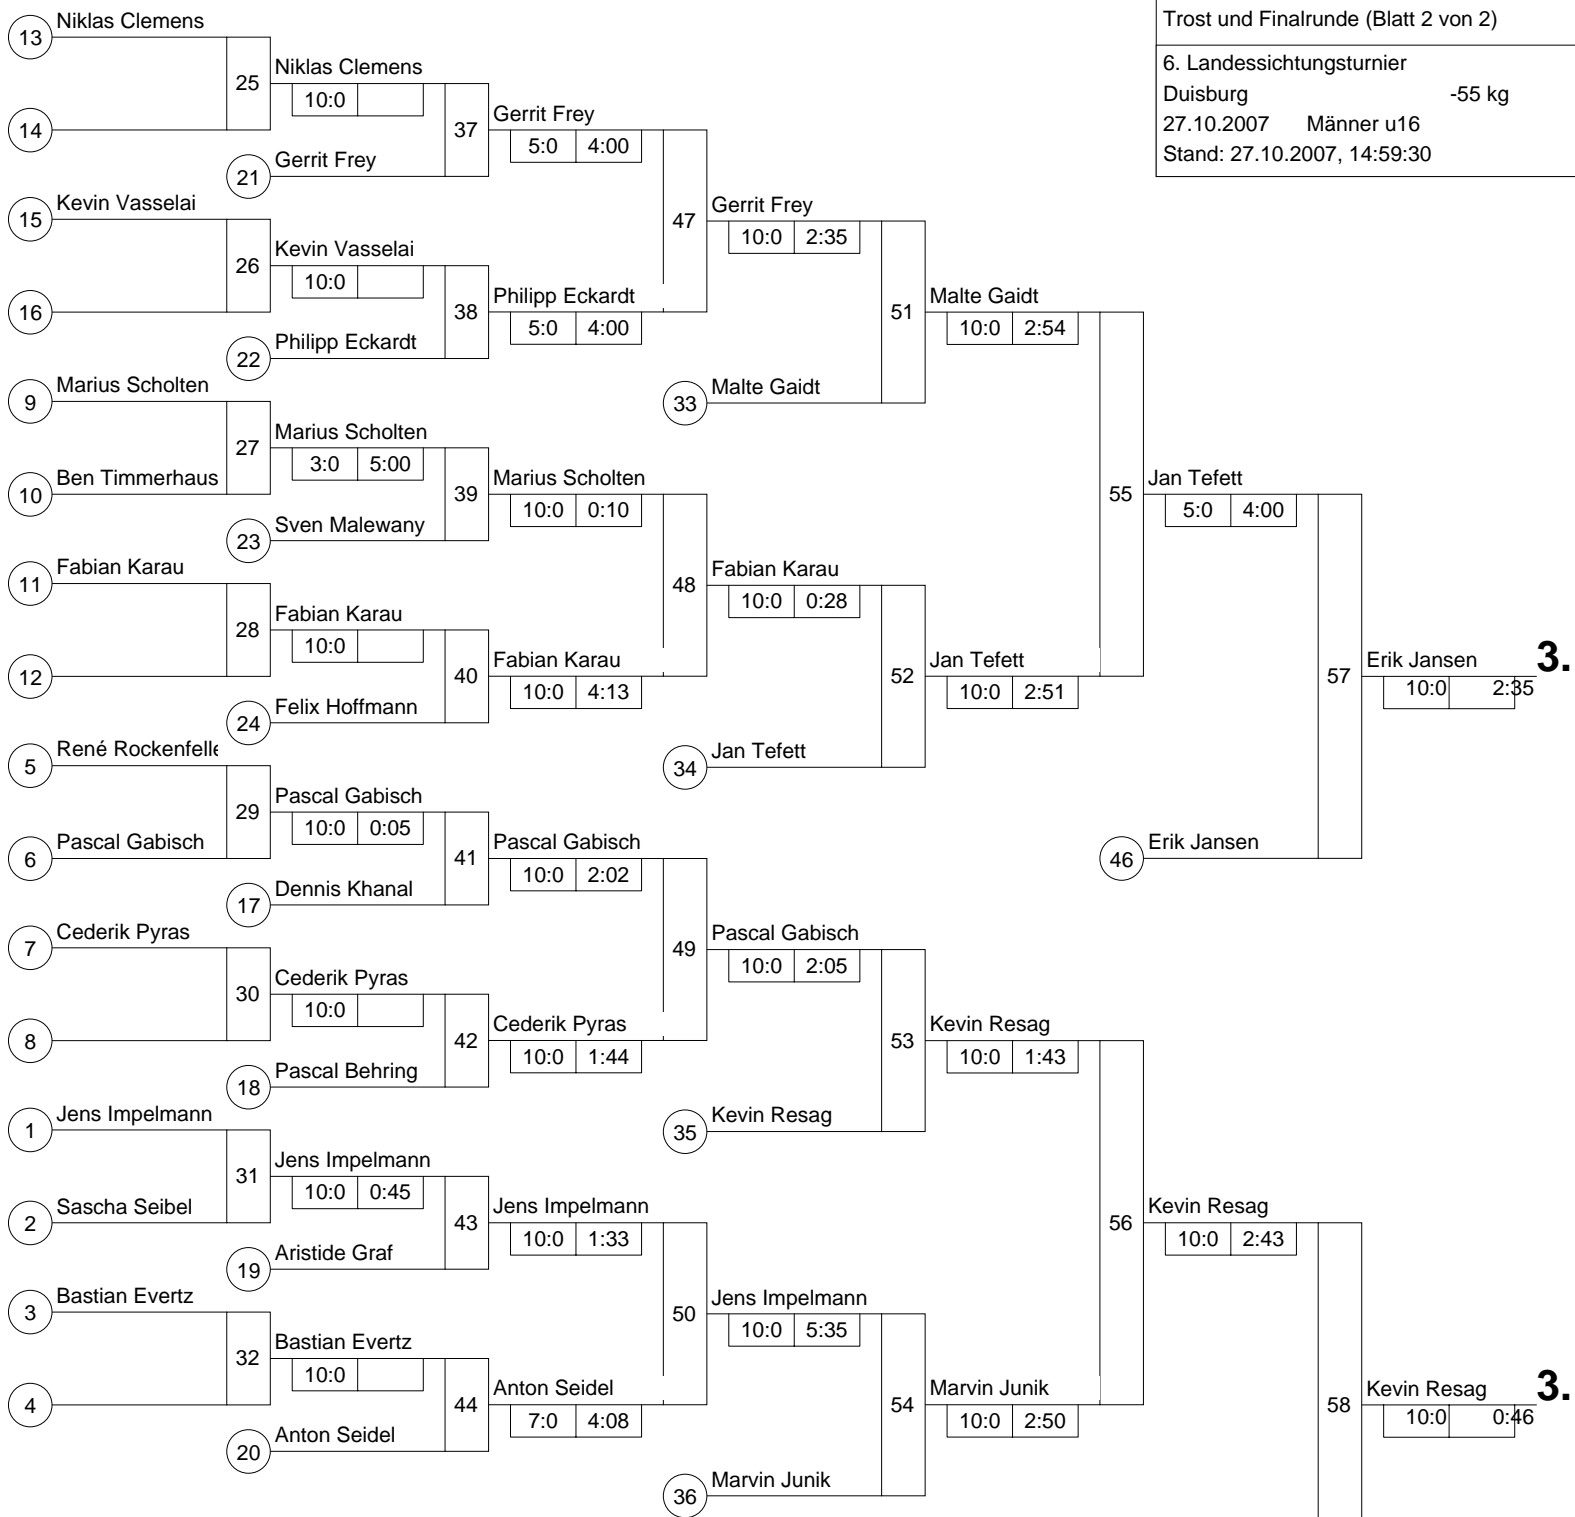 Trost und Finalrunde (Blatt 2 von 2)
6. Landessichtungsturnier
Duisburg -55 kg
27.10.2007 Männer u16
Stand: 27.10.2007, 14:59:30
13 Niklas Clemens
14
25 Niklas Clemens
10:0
21 Gerrit Frey
37 Gerrit Frey
5:0 4:00
15 Kevin Vasselai
16
26 Kevin Vasselai
10:0
22 Philipp Eckardt
38 Philipp Eckardt
5:0 4:00
47 Gerrit Frey
10:0 2:35
33 Malte Gaidt
51 Malte Gaidt
10:0 2:54
9 Marius Scholten
10 Ben Timmerhaus
27 Marius Scholten
3:0 5:00
23 Sven Malewany
39 Marius Scholten
10:0 0:10
11 Fabian Karau
12
28 Fabian Karau
10:0
24 Felix Hoffmann
40 Fabian Karau
10:0 4:13
48 Fabian Karau
10:0 0:28
34 Jan Tefett
52 Jan Tefett
10:0 2:51
55 Jan Tefett
5:0 4:00
46 Erik Jansen
57 Erik Jansen 3.
10:0 2:35
5 René Rockenfelle
6 Pascal Gabisch
29 Pascal Gabisch
10:0 0:05
17 Dennis Khanal
41 Pascal Gabisch
10:0 2:02
7 Cederik Pyras
8
30 Cederik Pyras
10:0
18 Pascal Behring
42 Cederik Pyras
10:0 1:44
49 Pascal Gabisch
10:0 2:05
35 Kevin Resag
53 Kevin Resag
10:0 1:43
1 Jens Impelmann
2 Sascha Seibel
31 Jens Impelmann
10:0 0:45
19 Aristide Graf
43 Jens Impelmann
10:0 1:33
3 Bastian Evertz
4
32 Bastian Evertz
10:0
20 Anton Seidel
44 Anton Seidel
7:0 4:08
50 Jens Impelmann
10:0 5:35
36 Marvin Junik
54 Marvin Junik
10:0 2:50
56 Kevin Resag
10:0 2:43
58 Kevin Resag 3.
10:0 0:46